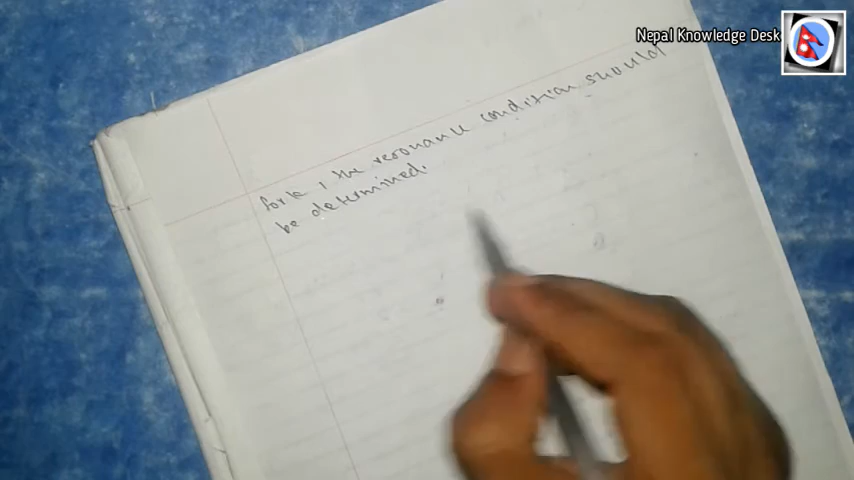 Nepal Knowledge Desk
fork, the resonance condition should
be determined.